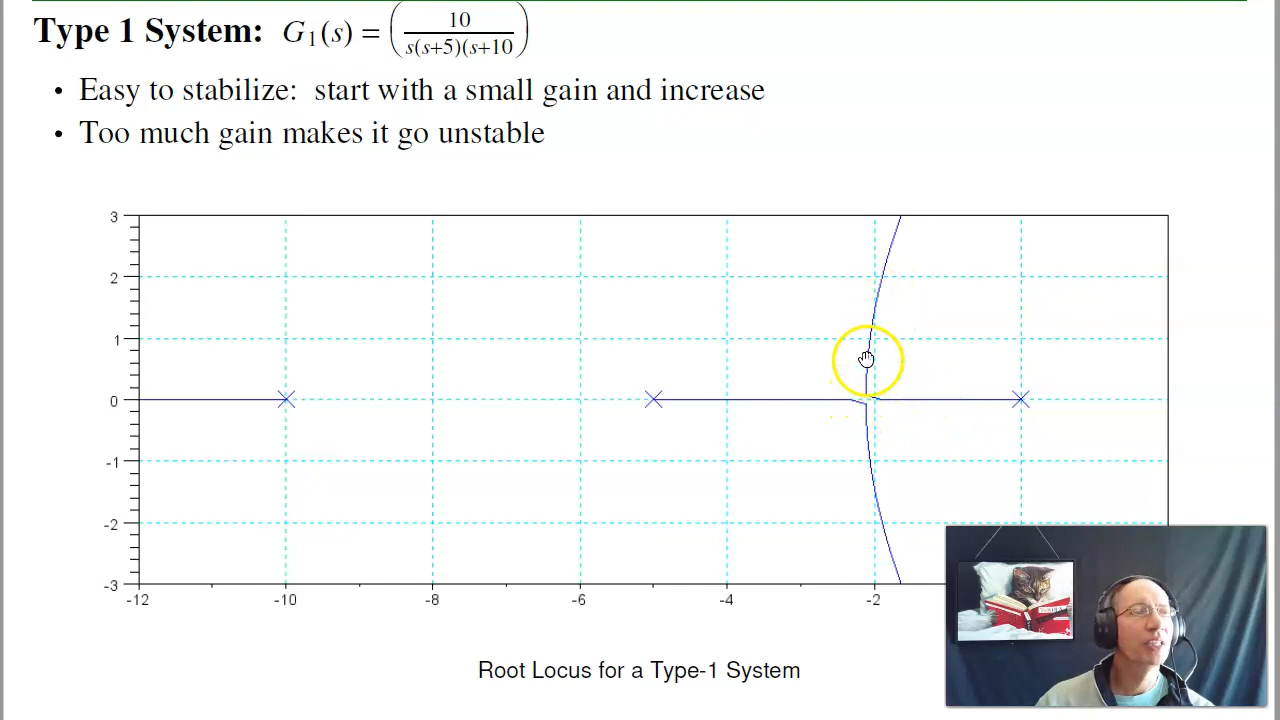 Type 1 System: G1(s) = (10 / s(s+5)(s+10)
• Easy to stabilize: start with a small gain and increase
• Too much gain makes it go unstable
3
2
1
0
-1
-2
-3
-12 -10 -8 -6 -4 -2
Root Locus for a Type-1 System